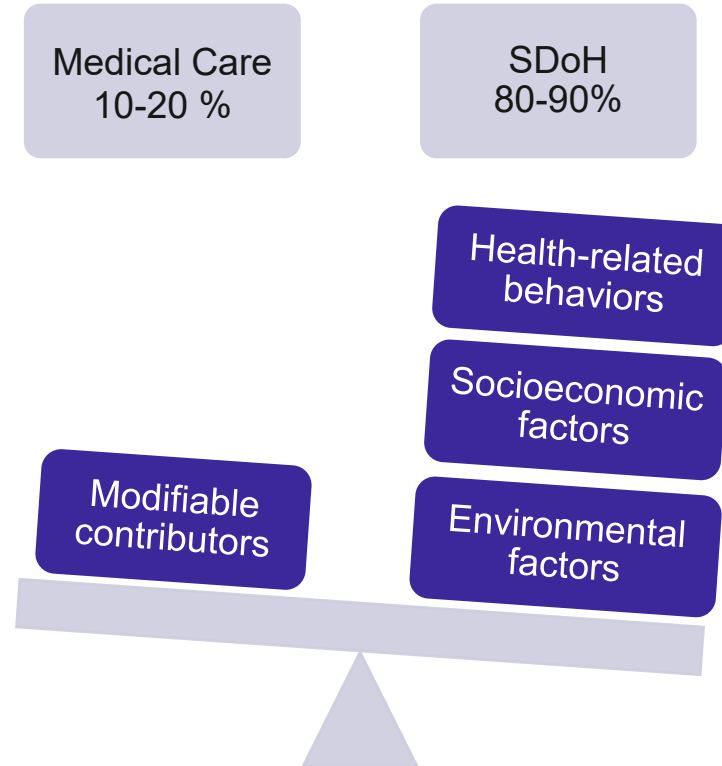 Medical Care
10-20 %
SDoH
80-90%
Health-related
behaviors
Socioeconomic
factors
Modifiable
contributors
Environmental
factors